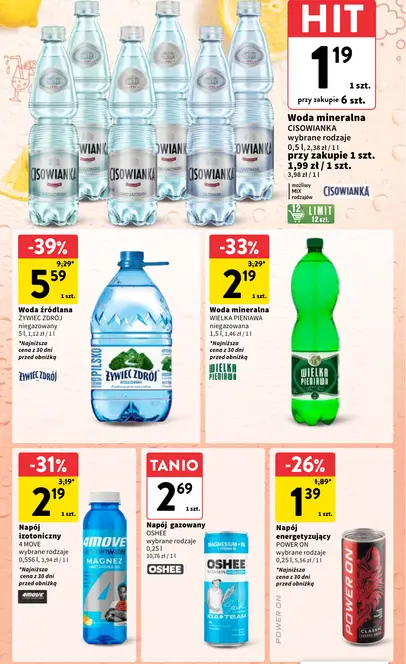 HIT
1 19
1 szt.
przy zakupie 6 szt.
Woda mineralna
CISOWIANKA
wybrane rodzaje
0,5 l, 2,38 zł / 1 l
przy zakupie 1 szt.
1,99 zł / 1 szt.
3,98 zł / 1 l
możliwy
MIX
rodzajów
CISOWIANKA
12
LIMIT
12 szt.
CISOWIANKA
CISOWIANKA
CISOWIANKA
-39%
9,29*
5 59
1 szt.
Woda źródlana
ŻYWIEC ZDRÓJ
niegazowany
5 l, 1,12 zł / 1 l
*Najniższa
cena z 30 dni
przed obniżką
ŻYWIEC ZDRÓJ
ŻYWIEC ZDRÓJ
-33%
3,29*
2 19
1 szt.
Woda mineralna
WIELKA PIENIAWA
niegazowana
1,5 l, 1,46 zł / 1 l
*Najniższa
cena z 30 dni
przed obniżką
WIELKA
PIENIAWA
WIELKA
PIENIAWA
-31%
3,19*
2 19
1 szt.
Napój
izotoniczny
4 MOVE
wybrane rodzaje
0,556 l, 3,94 zł / 1 l
*Najniższa
cena z 30 dni
przed obniżką
4MOVE
4MOVE
MAGNEZ
4
TANIO
2 69
1 szt.
Napój gazowany
OSHEE
wybrane rodzaje
0,25 l
10,76 zł / 1 l
OSHEE
MAGNESIUM + B6
OSHEE
VITAMIN
TEAM
-26%
1,89*
1 39
1 szt.
Napój
energetyzujący
POWER ON
wybrane rodzaje
0,25 l, 5,56 zł / 1 l
*Najniższa
cena z 30 dni
przed obniżką
POWER ON
POWER ON
CLASSIC